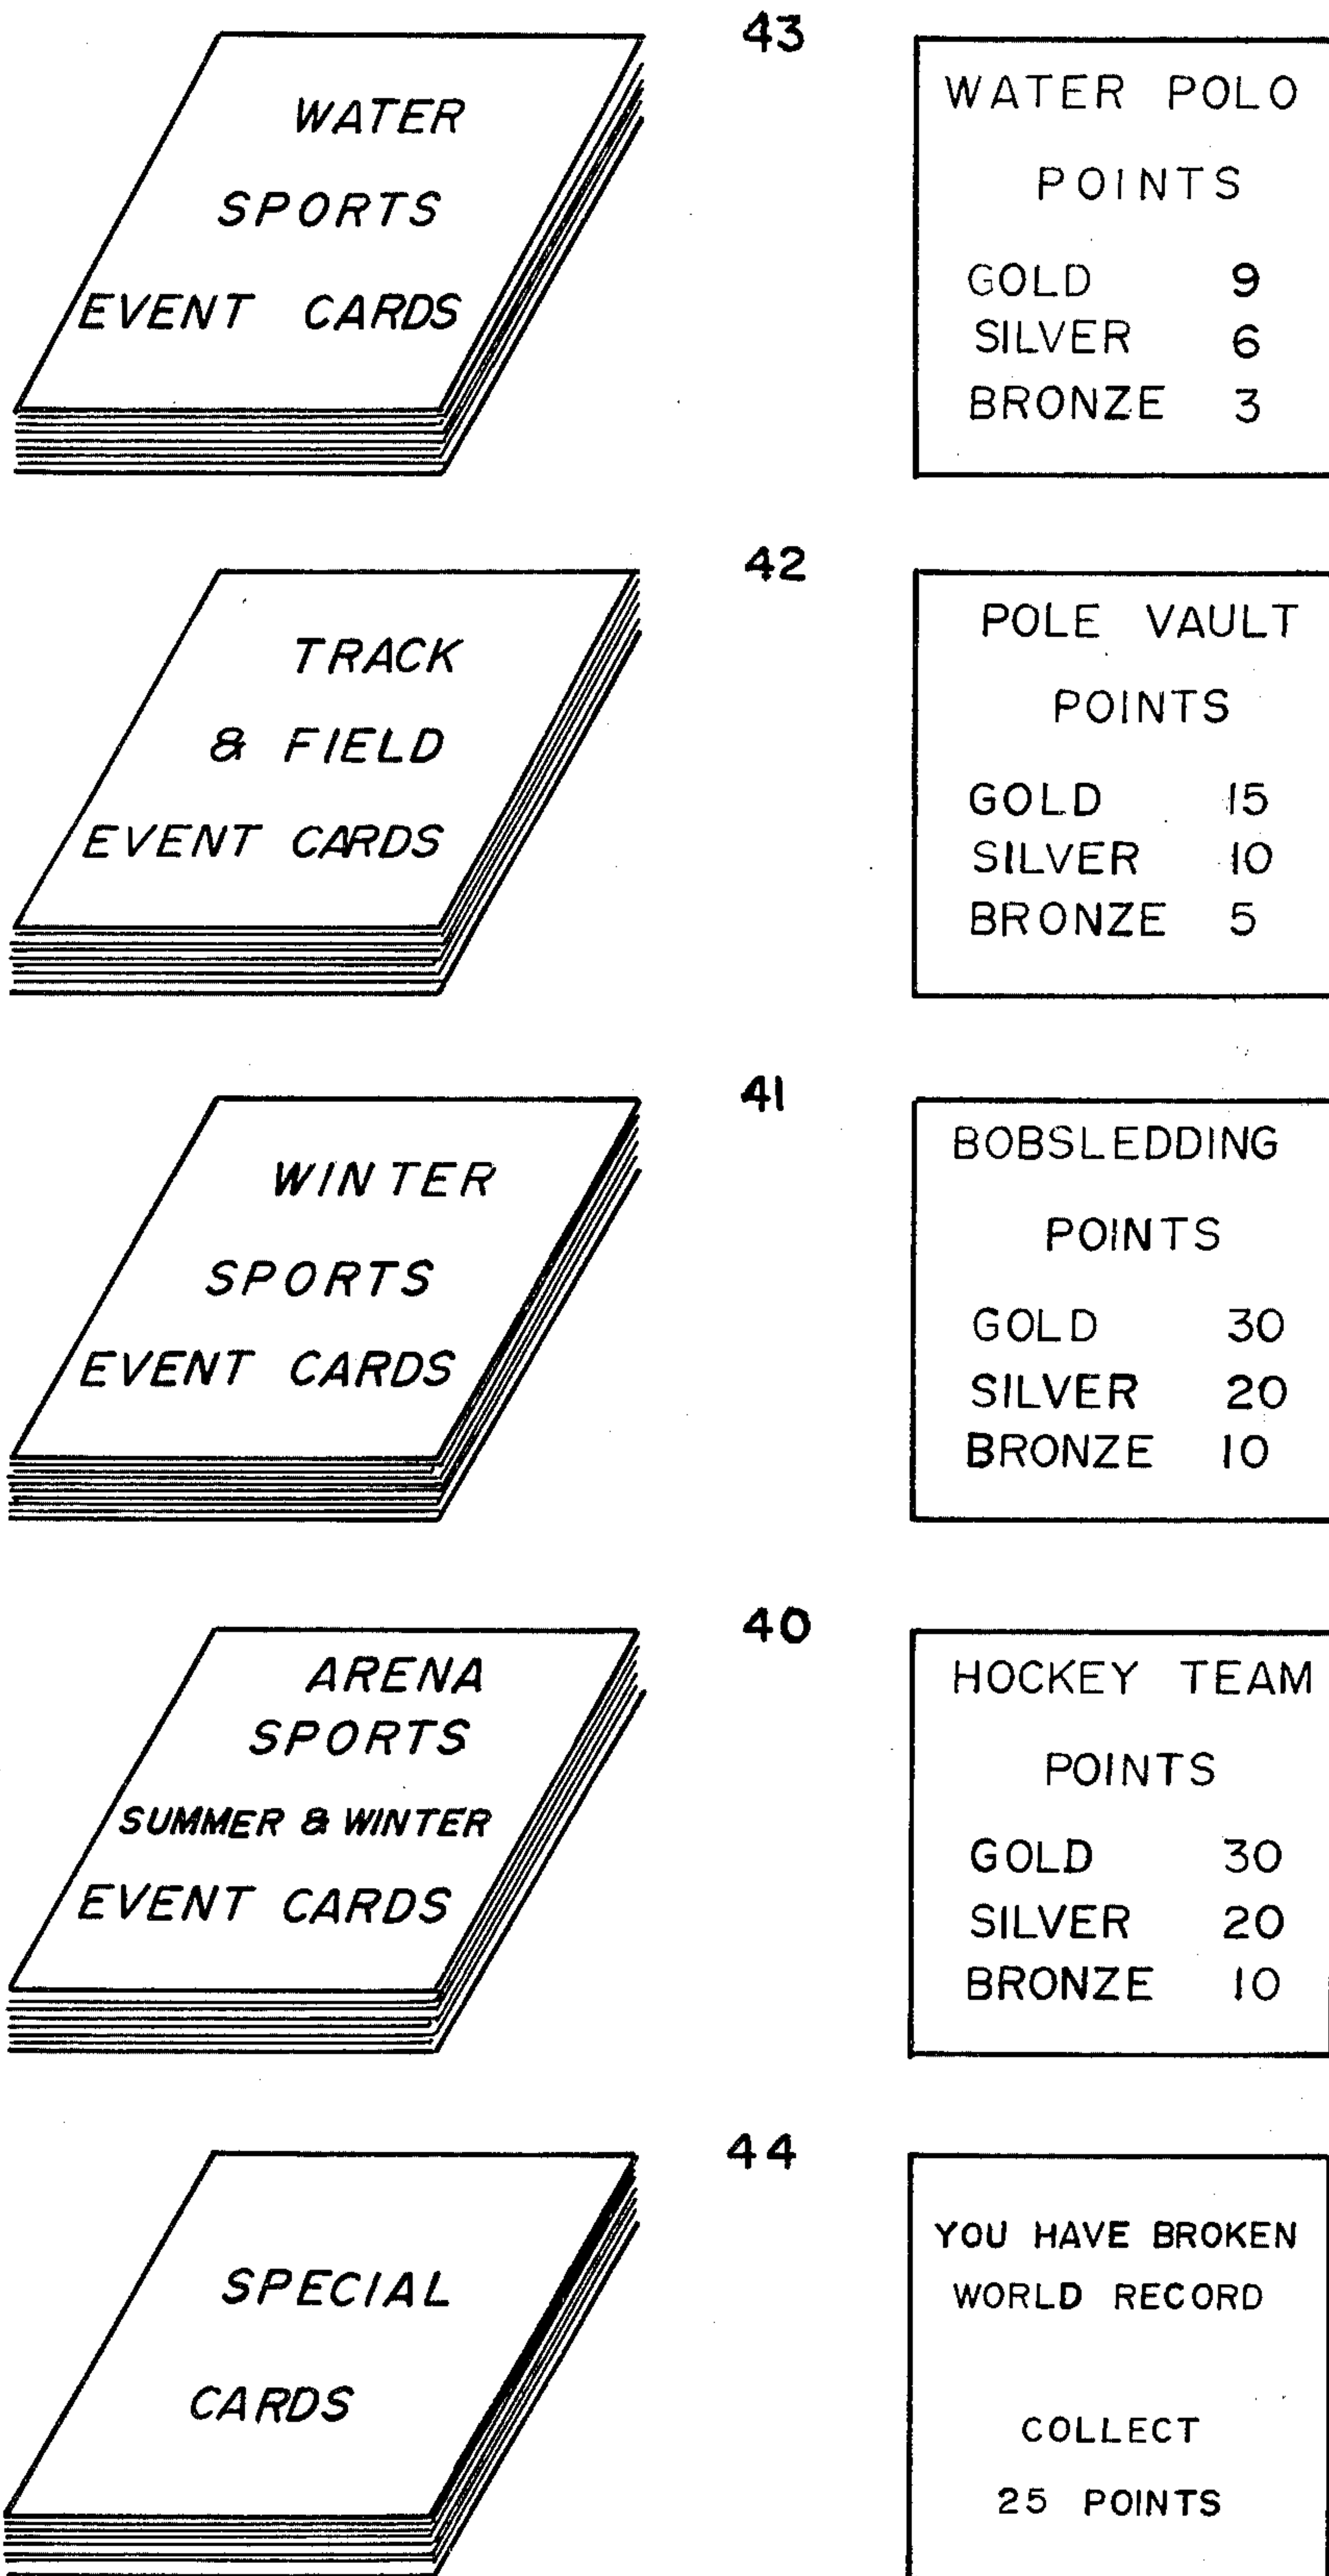 WATER
SPORTS
EVENT CARDS
43
WATER POLO
POINTS
GOLD 9
SILVER 6
BRONZE 3
TRACK
& FIELD
EVENT CARDS
42
POLE VAULT
POINTS
GOLD 15
SILVER 10
BRONZE 5
WINTER
SPORTS
EVENT CARDS
41
BOBSLEDDING
POINTS
GOLD 30
SILVER 20
BRONZE 10
ARENA
SPORTS
SUMMER & WINTER
EVENT CARDS
40
HOCKEY TEAM
POINTS
GOLD 30
SILVER 20
BRONZE 10
SPECIAL
CARDS
44
YOU HAVE BROKEN
WORLD RECORD
COLLECT
25 POINTS